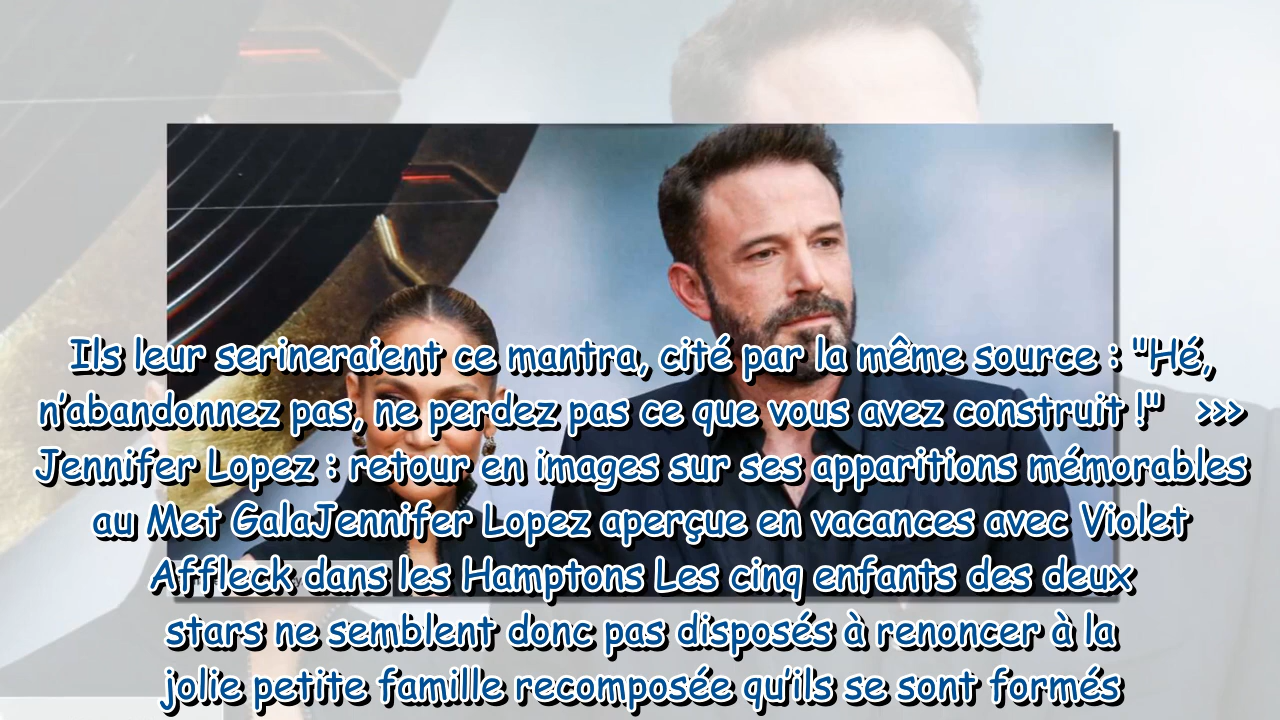 Ils leur serineraient ce mantra, cité par la même source : "Hé,
n'abandonnez pas, ne perdez pas ce que vous avez construit !"   >>>
Jennifer Lopez : retour en images sur ses apparitions mémorables
au Met GalaJennifer Lopez aperçue en vacances avec Violet
Affleck dans les Hamptons Les cinq enfants des deux
stars ne semblent donc pas disposés à renoncer à la
jolie petite famille recomposée qu'ils se sont formés